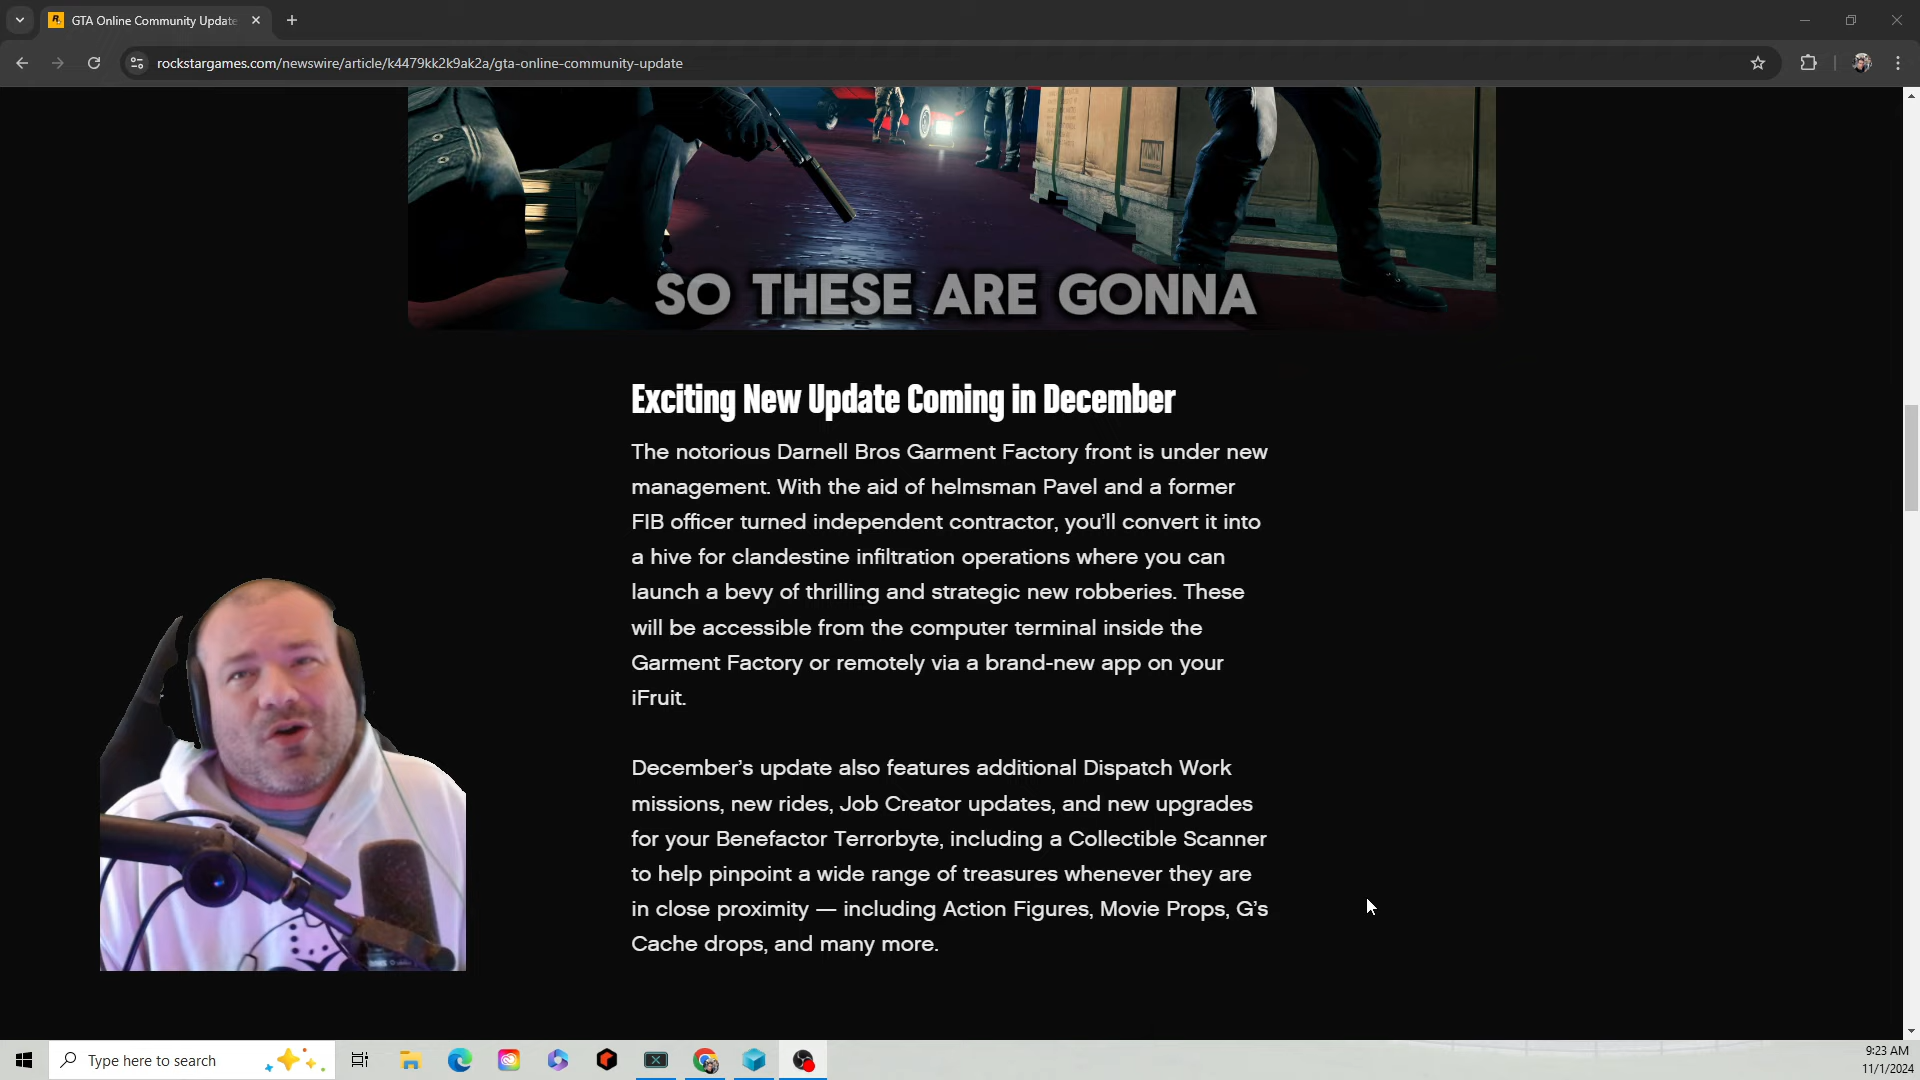 GTA Online Community Update
rockstargames.com/newswire/article/k4479kk2k9ak2a/gta-online-community-update
SO THESE ARE GONNA
Exciting New Update Coming in December
The notorious Darnell Bros Garment Factory front is under new
management. With the aid of helmsman Pavel and a former
FIB officer turned independent contractor, you’ll convert it into
a hive for clandestine infiltration operations where you can
launch a bevy of thrilling and strategic new robberies. These
will be accessible from the computer terminal inside the
Garment Factory or remotely via a brand-new app on your
iFruit.
December’s update also features additional Dispatch Work
missions, new rides, Job Creator updates, and new upgrades
for your Benefactor Terrorbyte, including a Collectible Scanner
to help pinpoint a wide range of treasures whenever they are
in close proximity — including Action Figures, Movie Props, G’s
Cache drops, and many more.
Type here to search
9:23 AM
11/1/2024